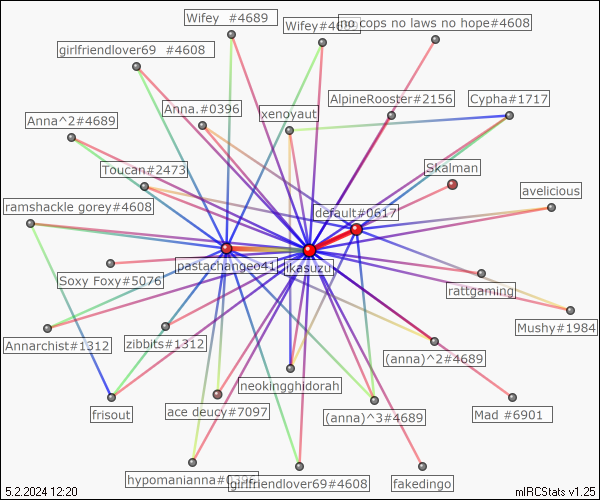 Wifey  #4689
Wifey#4689
no cops no laws no hope#4608
girlfriendlover69  #4608
Anna^2#4689
Anna.#0396
xenoyaut
AlpineRooster#2156
Cypha#1717
Toucan#2473
Skalman
avelicious
ramshackle gorey#4608
default#0617
pastachangeo41
ikasuzu
Soxy Foxy#5076
rattgaming
Mushy#1984
Annarchist#1312
zibbits#1312
(anna)^2#4689
neokingghidorah
frisout
ace deucy#7097
(anna)^3#4689
Mad #6901
hypomanianna#0396
girlfriendlover69#4608
fakedingo
5.2.2024 12:20
mIRCStats v1.25